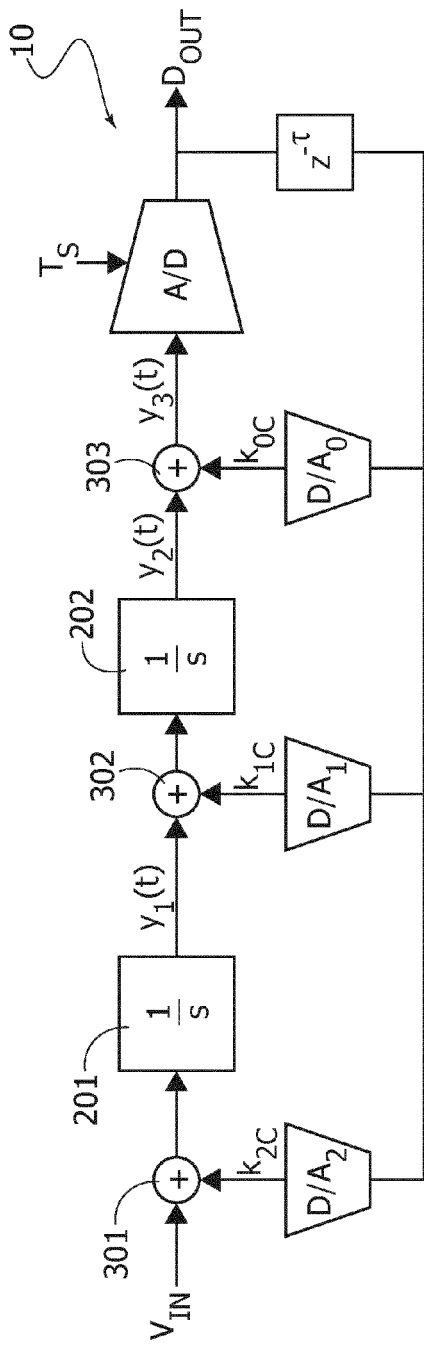 10
V_IN
301
k_2C
D/A_2
201
1
s
y_1(t)
302
k_1C
D/A_1
202
1
s
y_2(t)
303
k_0C
D/A_0
y_3(t)
T_S
A/D
D_OUT
z^-τ
+
+
+